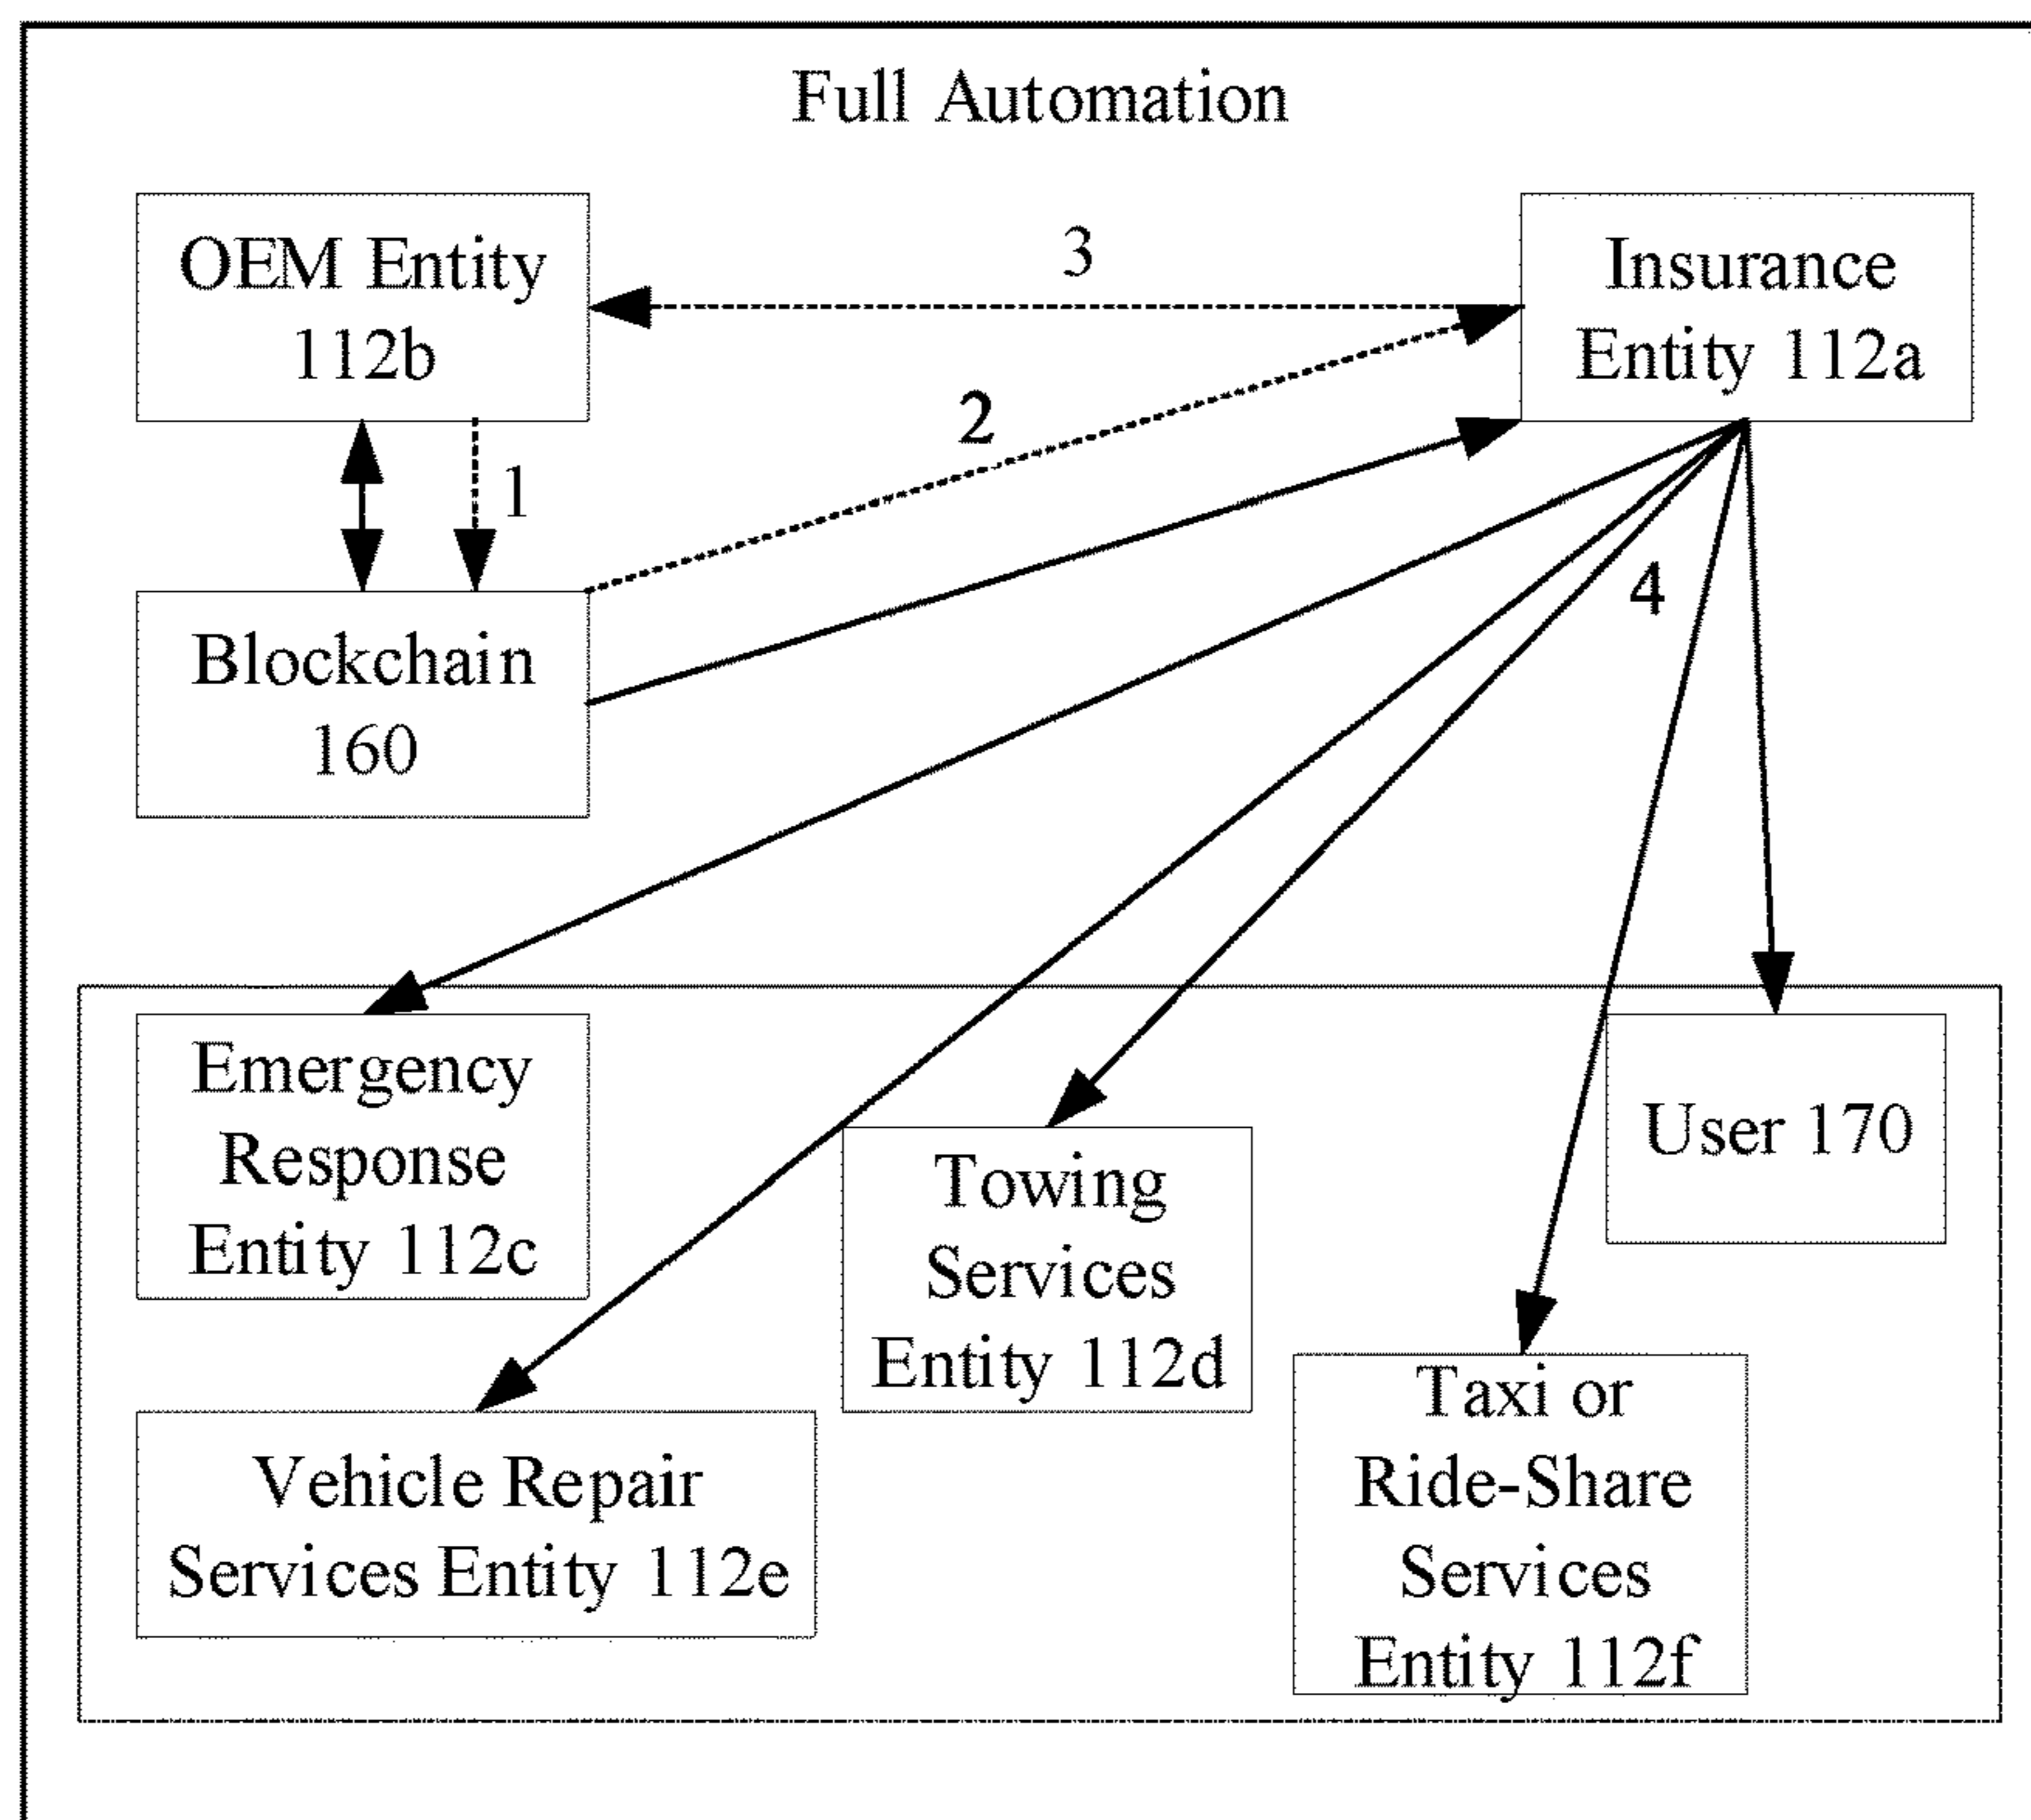 Full Automation
OEM Entity
112b
3
Insurance
Entity 112a
2
1
4
Blockchain
160
Emergency
Response
Entity 112c
Towing
Services
Entity 112d
User 170
Vehicle Repair
Services Entity 112e
Taxi or
Ride-Share
Services
Entity 112f